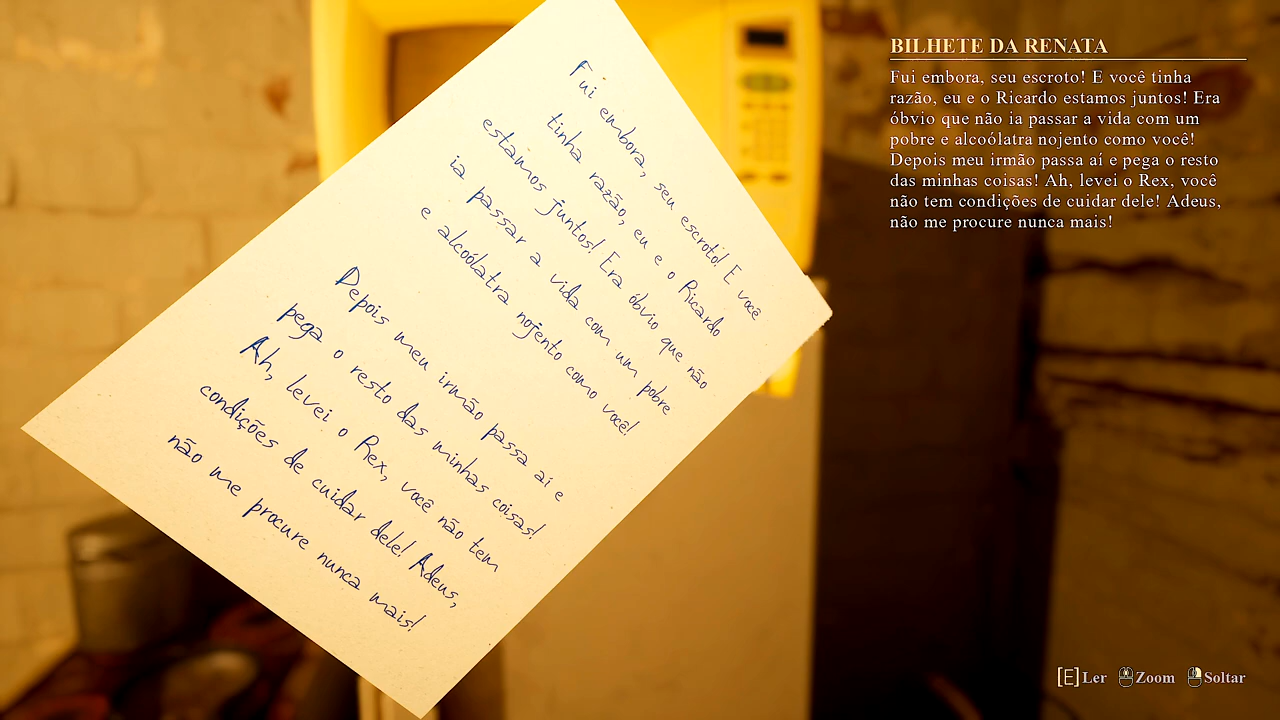 Fui embora, seu escroto! E você
tinha razão, eu e o Ricardo
estamos juntos! Era óbvio que não
ia passar a vida com um pobre
e alcoólatra nojento como você!
Depois meu irmão passa aí e
pega o resto das minhas coisas!
Ah, levei o Rex, você não tem
condições de cuidar dele! Adeus,
não me procure nunca mais!
BILHETE DA RENATA
Fui embora, seu escroto! E você tinha
razão, eu e o Ricardo estamos juntos! Era
óbvio que não ia passar a vida com um
pobre e alcoólatra nojento como você!
Depois meu irmão passa aí e pega o resto
das minhas coisas! Ah, levei o Rex, você
não tem condições de cuidar dele! Adeus,
não me procure nunca mais!
[E] Ler Zoom Soltar